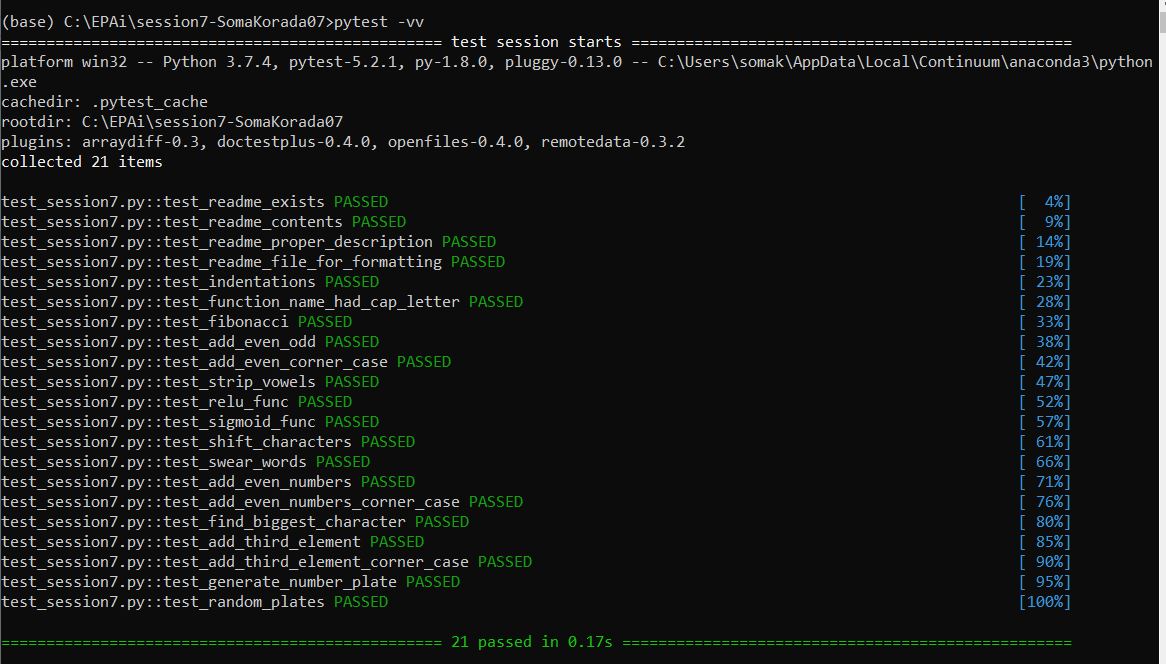 (base) C:\EPAi\session7-SomaKorada07>pytest -vv
================================================= test session starts =================================================
platform win32 -- Python 3.7.4, pytest-5.2.1, py-1.8.0, pluggy-0.13.0 -- C:\Users\somak\AppData\Local\Continuum\anaconda3\python
.exe
cachedir: .pytest_cache
rootdir: C:\EPAi\session7-SomaKorada07
plugins: arraydiff-0.3, doctestplus-0.4.0, openfiles-0.4.0, remotedata-0.3.2
collected 21 items
test_session7.py::test_readme_exists PASSED [  4%]
test_session7.py::test_readme_contents PASSED [  9%]
test_session7.py::test_readme_proper_description PASSED [ 14%]
test_session7.py::test_readme_file_for_formatting PASSED [ 19%]
test_session7.py::test_indentations PASSED [ 23%]
test_session7.py::test_function_name_had_cap_letter PASSED [ 28%]
test_session7.py::test_fibonacci PASSED [ 33%]
test_session7.py::test_add_even_odd PASSED [ 38%]
test_session7.py::test_add_even_corner_case PASSED [ 42%]
test_session7.py::test_strip_vowels PASSED [ 47%]
test_session7.py::test_relu_func PASSED [ 52%]
test_session7.py::test_sigmoid_func PASSED [ 57%]
test_session7.py::test_shift_characters PASSED [ 61%]
test_session7.py::test_swear_words PASSED [ 66%]
test_session7.py::test_add_even_numbers PASSED [ 71%]
test_session7.py::test_add_even_numbers_corner_case PASSED [ 76%]
test_session7.py::test_find_biggest_character PASSED [ 80%]
test_session7.py::test_add_third_element PASSED [ 85%]
test_session7.py::test_add_third_element_corner_case PASSED [ 90%]
test_session7.py::test_generate_number_plate PASSED [ 95%]
test_session7.py::test_random_plates PASSED [100%]
================================================= 21 passed in 0.17s ==================================================